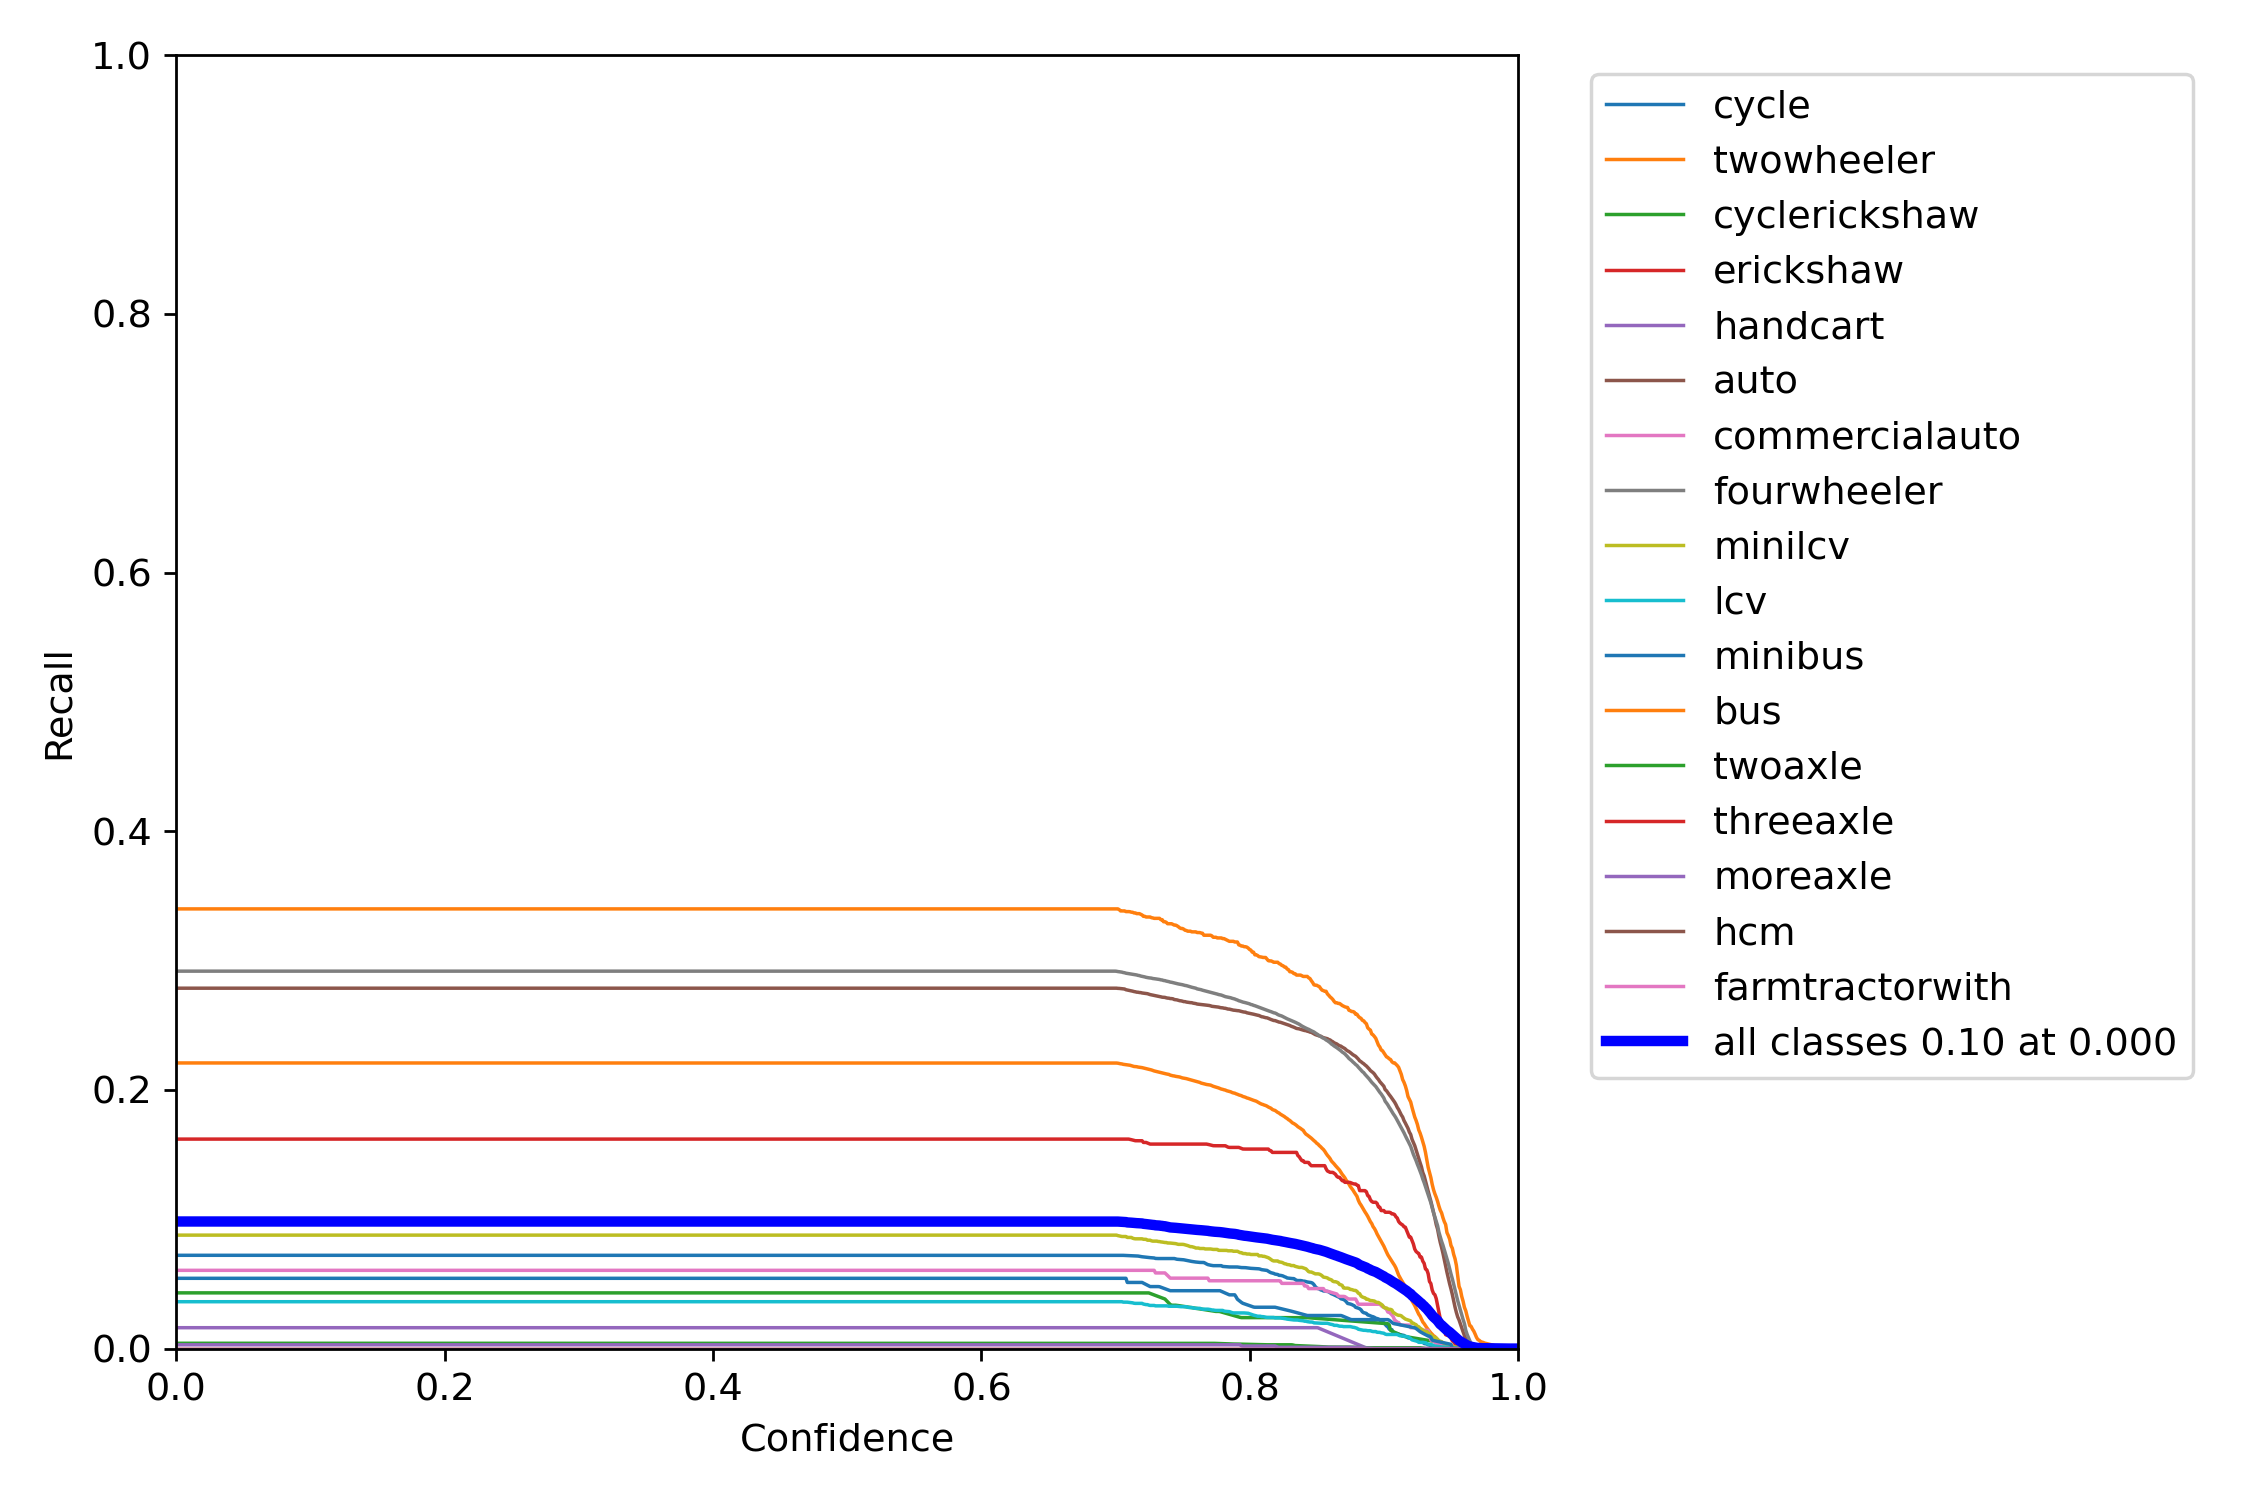 1.0
0.8
0.6
0.4
0.2
0.0
Recall
0.0 0.2 0.4 0.6 0.8 1.0
Confidence
cycle
twowheeler
cyclerickshaw
erickshaw
handcart
auto
commercialauto
fourwheeler
minilcv
lcv
minibus
bus
twoaxle
threeaxle
moreaxle
hcm
farmtractorwith
all classes 0.10 at 0.000